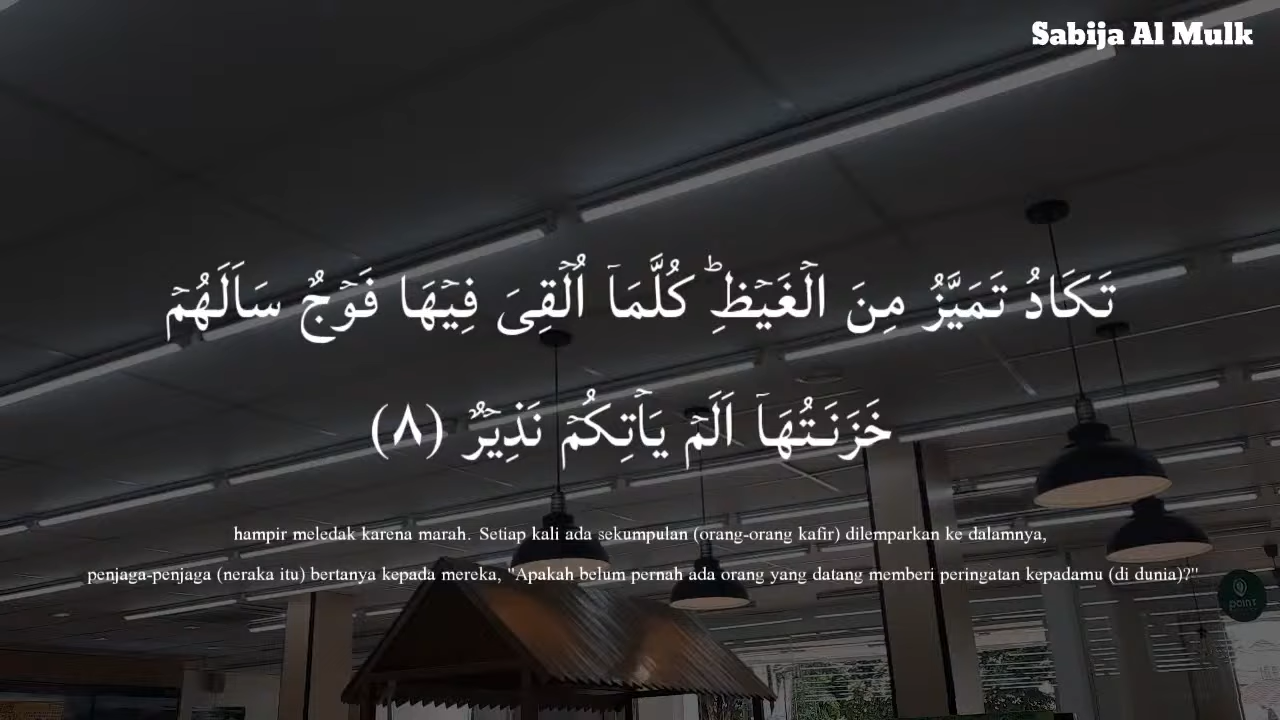 Sabija Al Mulk
تَكَادُ تَمَيَّزُ مِنَ الْغَيْظِۗ كُلَّمَآ اُلْقِيَ فِيْهَا فَوْجٌ سَاَلَهُمْ
خَزَنَتُهَآ اَلَمْ يَأْتِكُمْ نَذِيْرٌ (٨)
hampir meledak karena marah. Setiap kali ada sekumpulan (orang-orang kafir) dilemparkan ke dalamnya,
penjaga-penjaga (neraka itu) bertanya kepada mereka, "Apakah belum pernah ada orang yang datang memberi peringatan kepadamu (di dunia)?"
point